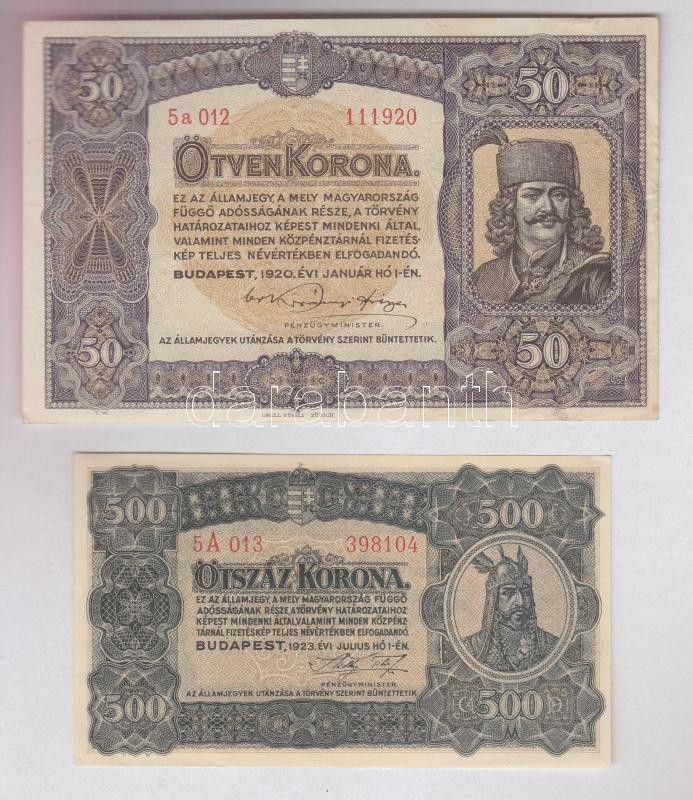 50
50
5a 012 111920
ÖTVEN KORONA.
EZ AZ ÁLLAMJEGY, A MELY MAGYARORSZÁG
FÜGGŐ ADÓSSÁGÁNAK RÉSZE, A TÖRVÉNY
HATÁROZATAIHOZ KÉPEST MINDENKI ÁLTAL,
VALAMINT MINDEN KÖZPÉNZTÁRNÁL FIZETÉS-
KÉP TELJES NÉVÉRTÉKBEN ELFOGADANDÓ.
BUDAPEST, 1920. ÉVI JANUÁR HÓ I-ÉN.
PÉNZÜGYMINISTER.
AZ ÁLLAMJEGYEK UTÁNZÁSA A TÖRVÉNY SZERINT BÜNTETTETIK.
50
50
darabanth
ORELL FÜSSLI ZÜRICH
500
500
5A 013 398104
ÖTSZÁZ KORONA.
EZ AZ ÁLLAMJEGY, A MELY MAGYARORSZÁG FÜGGŐ
ADÓSSÁGÁNAK RÉSZE, A TÖRVÉNY HATÁROZATAIHOZ
KÉPEST MINDENKI ÁLTAL, VALAMINT MINDEN KÖZPÉNZ-
TÁRNÁL FIZETÉSKÉP TELJES NÉVÉRTÉKBEN ELFOGADANDÓ.
BUDAPEST, 1923. ÉVI JULIUS HÓ I-ÉN.
PÉNZÜGYMINISTER.
AZ ÁLLAMJEGYEK UTÁNZÁSA A TÖRVÉNY SZERINT BÜNTETTETIK.
500
500